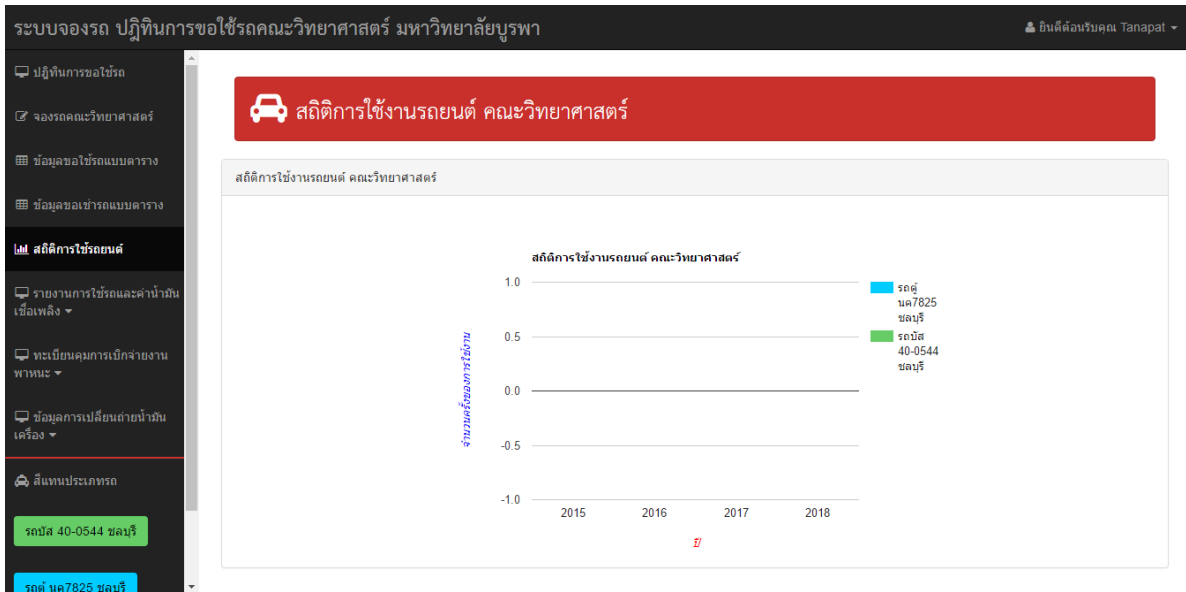 ระบบจองรถ ปฎิทินการขอใช้รถคณะวิทยาศาสตร์ มหาวิทยาลัยบูรพา
ยินดีต้อนรับคุณ Tanapat
ปฎิทินการขอใช้รถ
จองรถคณะวิทยาศาสตร์
ข้อมูลขอใช้รถแบบตาราง
ข้อมูลขอเช่ารถแบบตาราง
สถิติการใช้รถยนต์
รายงานการใช้รถและค่าน้ำมัน
เชื้อเพลิง
ทะเบียนคุมการเบิกจ่ายงาน
พาหนะ
ข้อมูลการเปลี่ยนถ่ายน้ำมัน
เครื่อง
สีแทนประเภทรถ
รถบัส 40-0544 ชลบุรี
รถตู้ นค7825 ชลบุรี
สถิติการใช้งานรถยนต์ คณะวิทยาศาสตร์
สถิติการใช้งานรถยนต์ คณะวิทยาศาสตร์
สถิติการใช้งานรถยนต์ คณะวิทยาศาสตร์
จำนวนครั้งของการใช้งาน
1.0
0.5
0.0
-0.5
-1.0
2015 2016 2017 2018
ปี
รถตู้
นค7825
ชลบุรี
รถบัส
40-0544
ชลบุรี